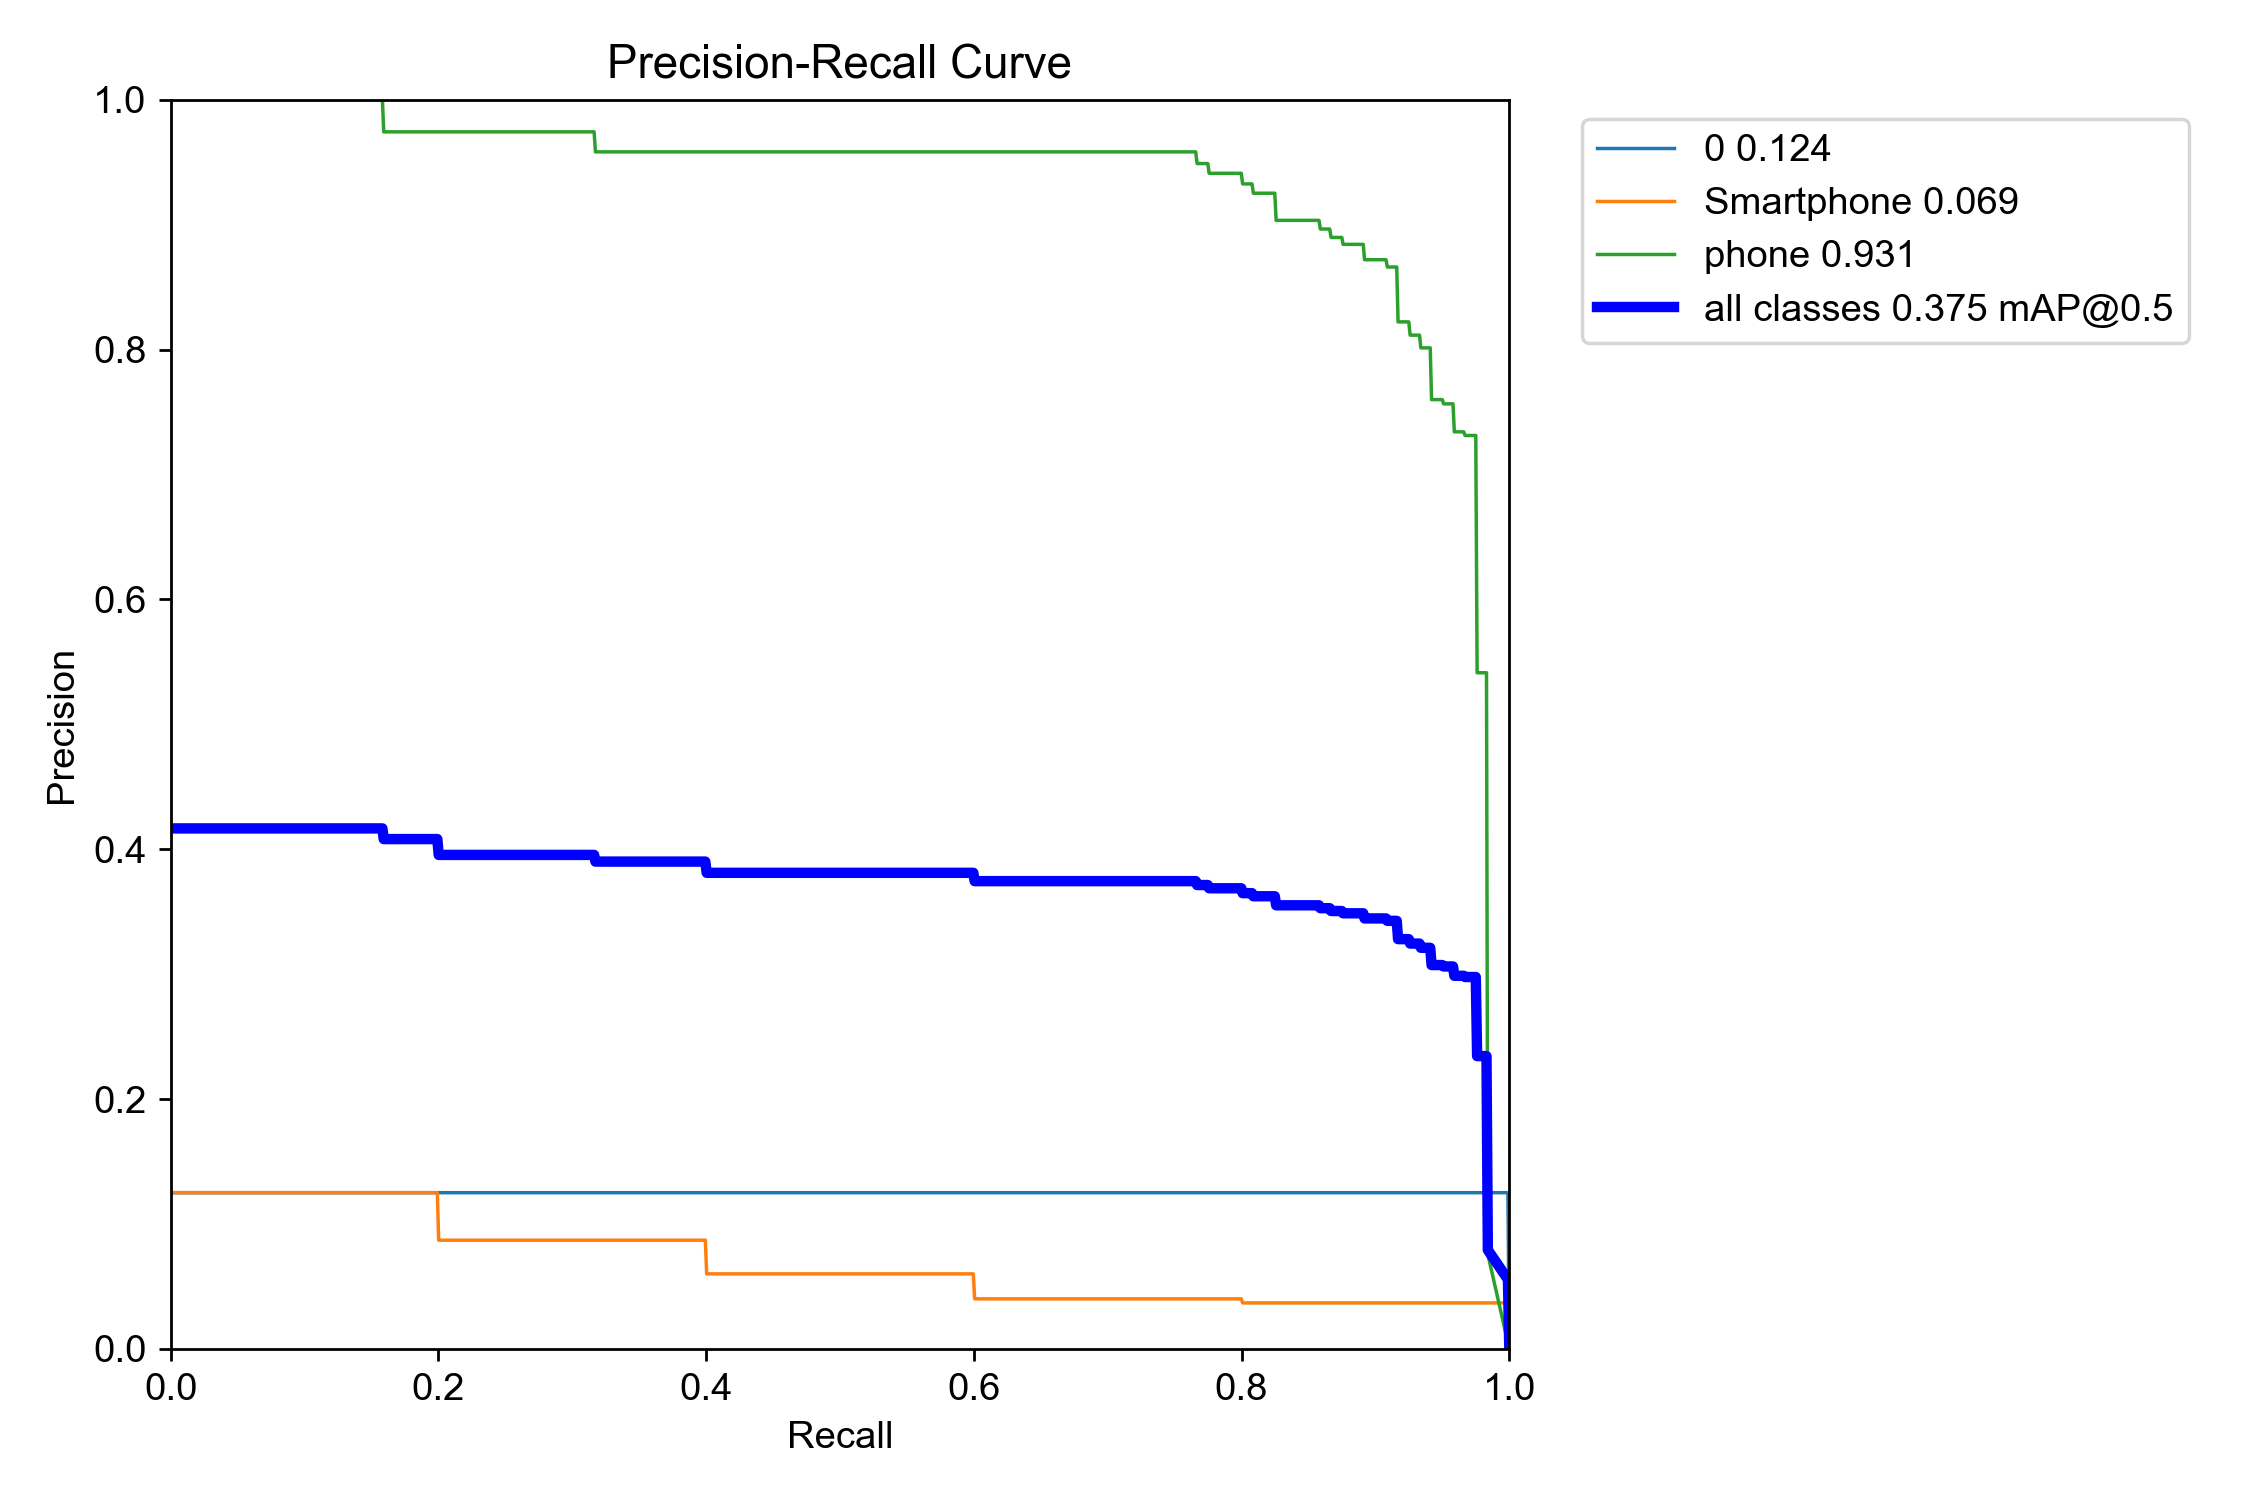 Precision-Recall Curve
1.0
0.8
0.6
0.4
0.2
0.0
Precision
0.0 0.2 0.4 0.6 0.8 1.0
Recall
0 0.124
Smartphone 0.069
phone 0.931
all classes 0.375 mAP@0.5